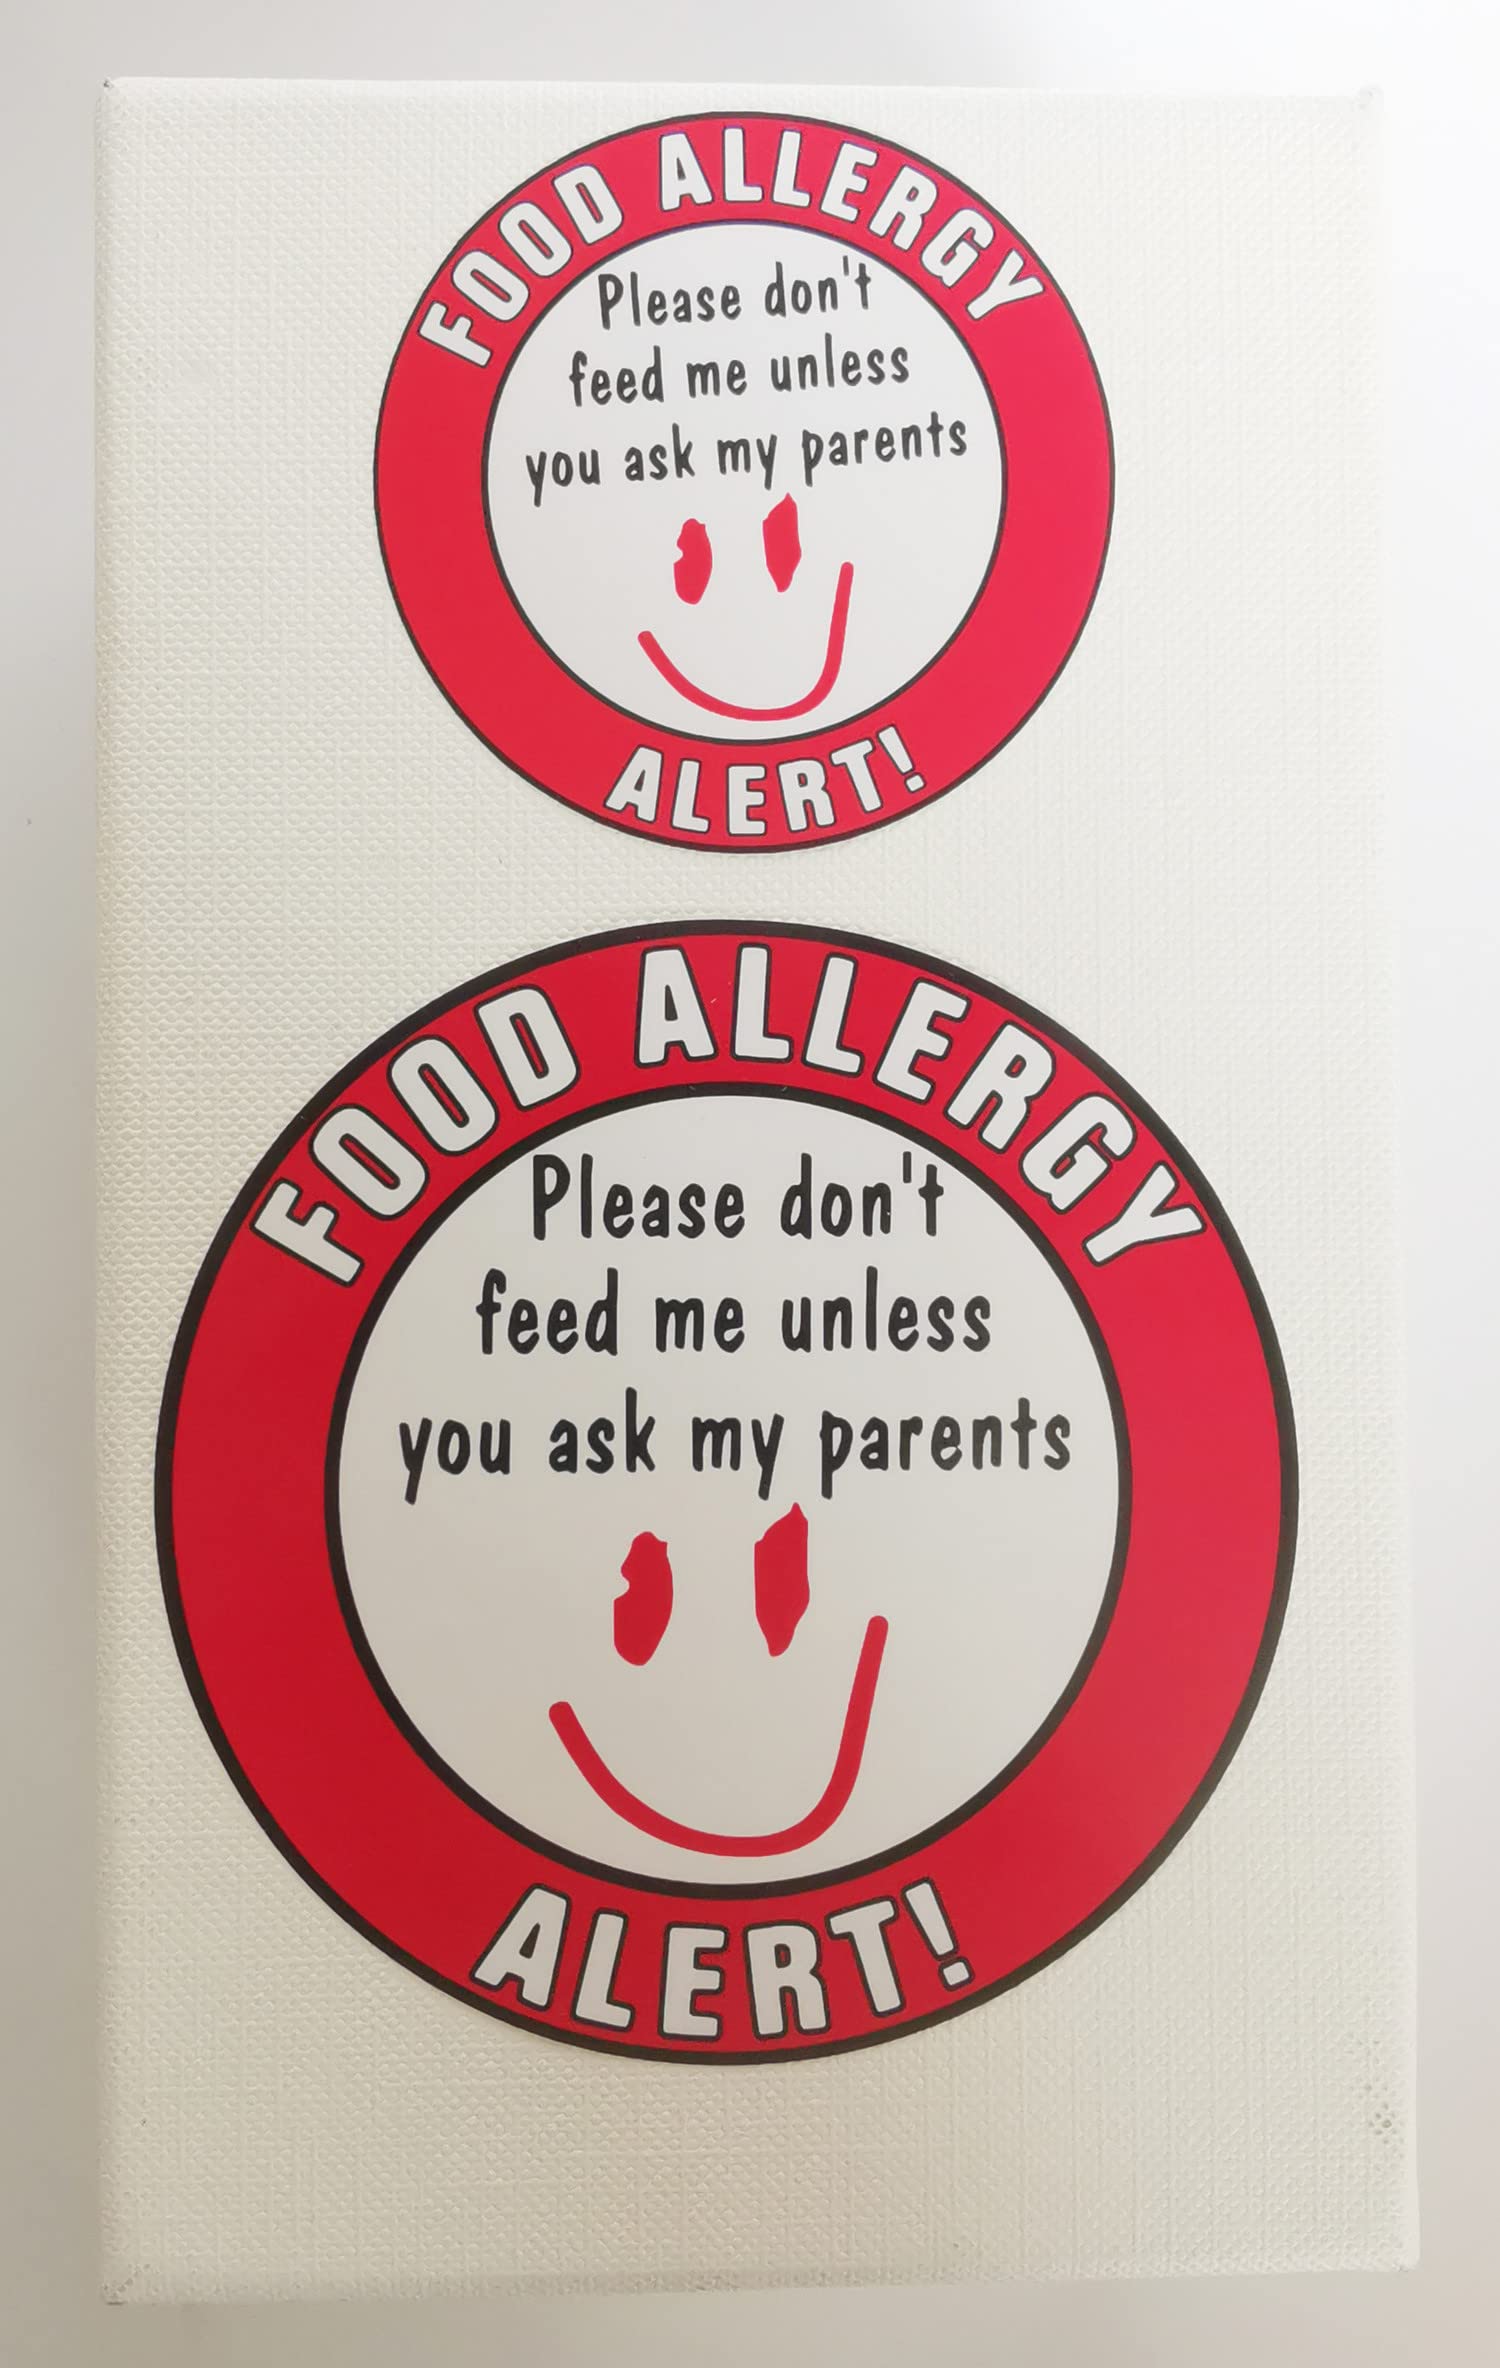 FOOD ALLERGY
Please don't
feed me unless
you ask my parents
ALERT!
FOOD ALLERGY
Please don't
feed me unless
you ask my parents
ALERT!